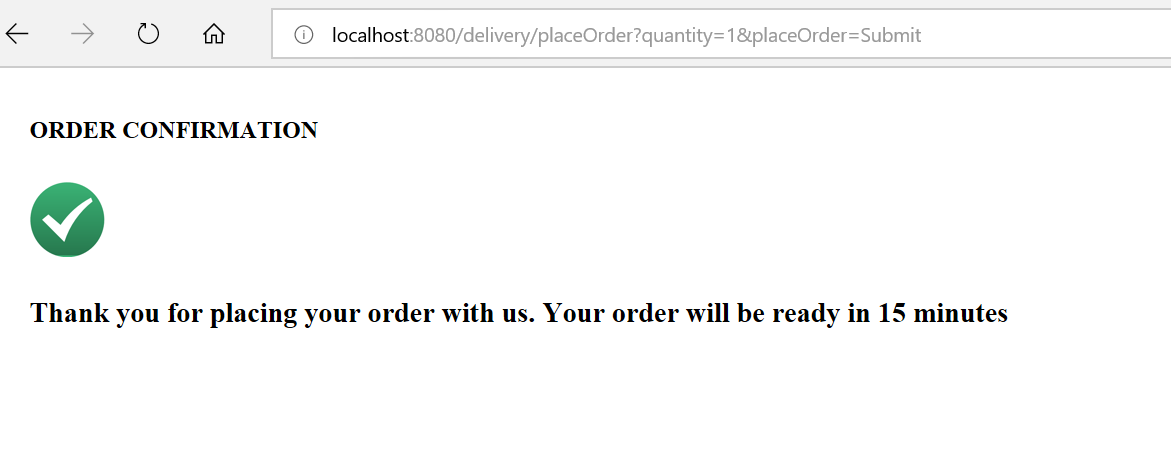 localhost:8080/delivery/placeOrder?quantity=1&placeOrder=Submit
ORDER CONFIRMATION
Thank you for placing your order with us. Your order will be ready in 15 minutes